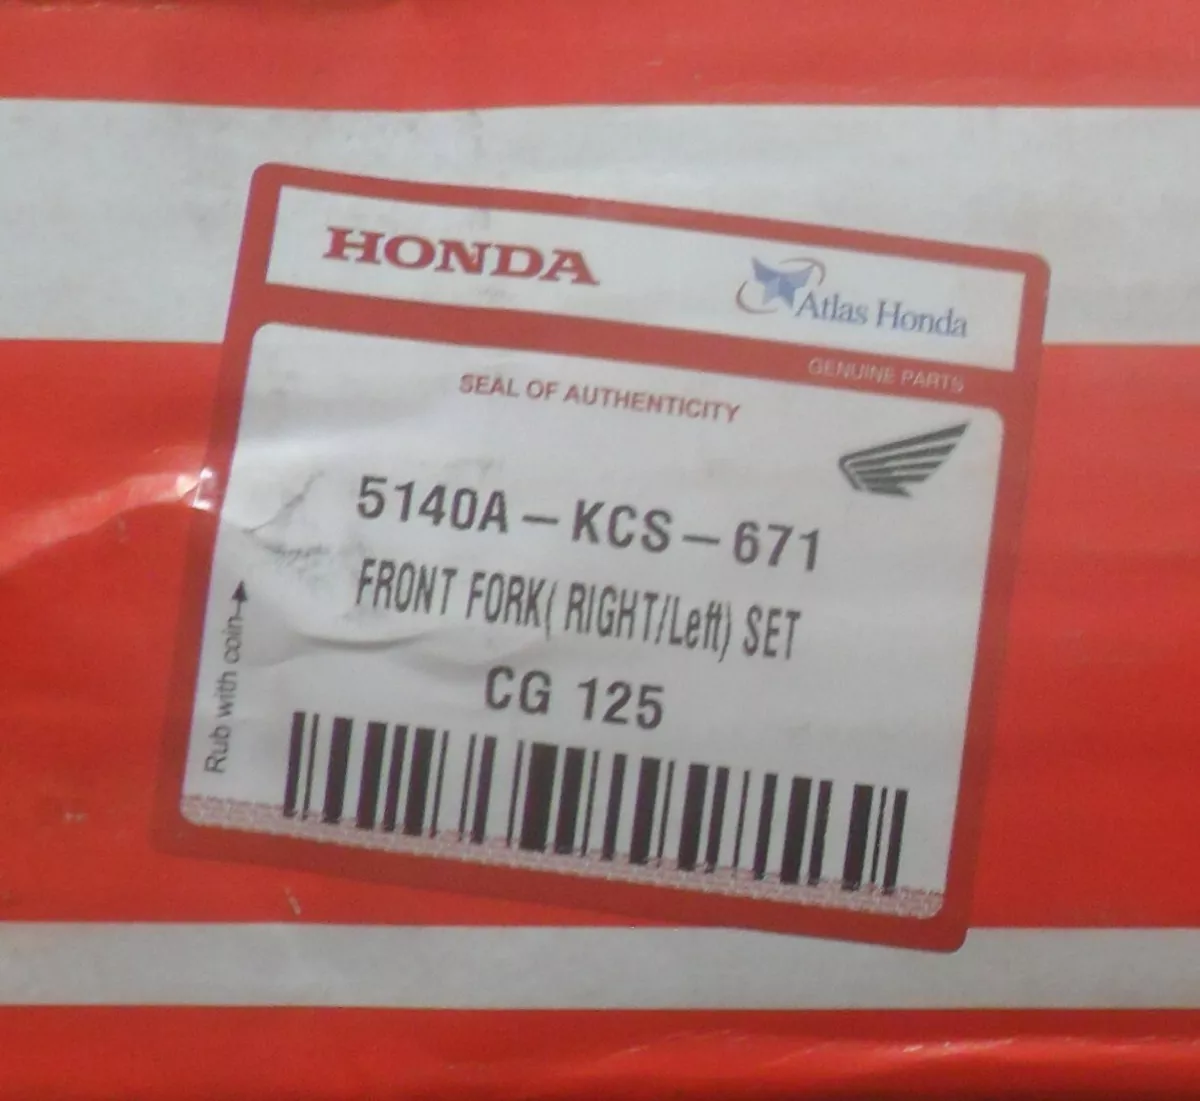 HONDA
Atlas Honda
GENUINE PARTS
SEAL OF AUTHENTICITY
5140A-KCS-671
FRONT FORK( RIGHT/Left) SET
CG 125
Rub with coin